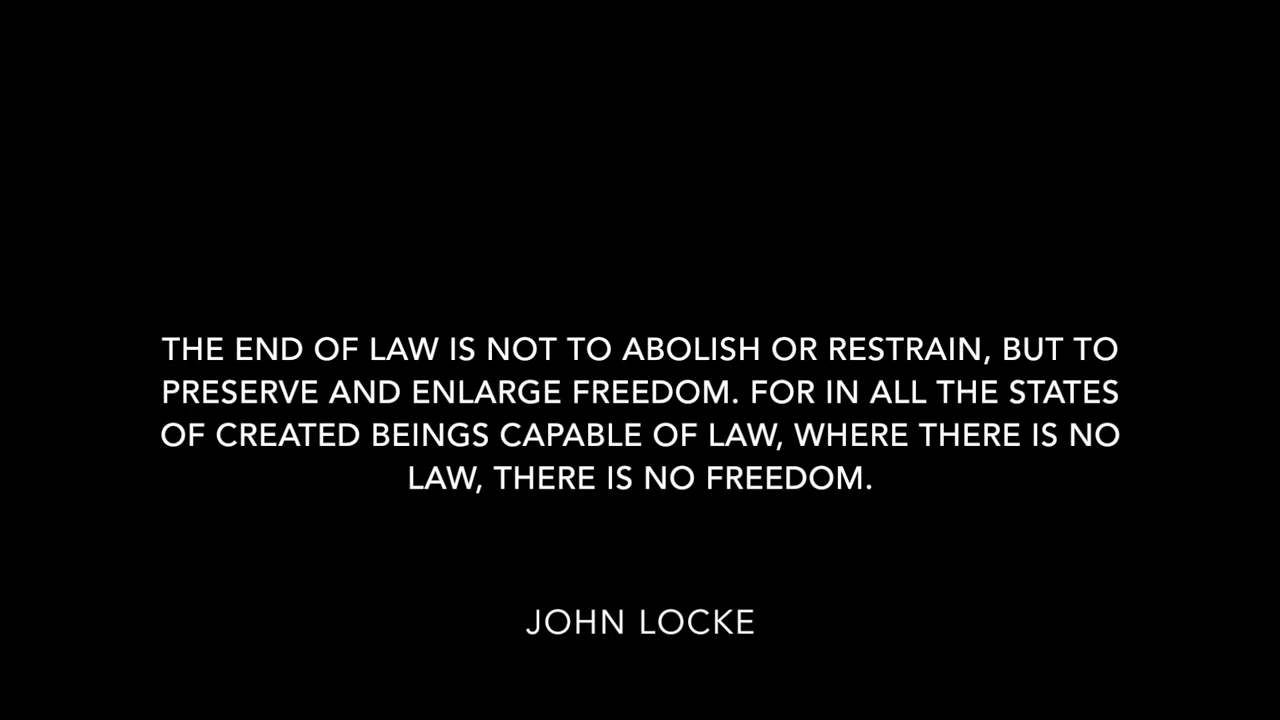 THE END OF LAW IS NOT TO ABOLISH OR RESTRAIN, BUT TO
PRESERVE AND ENLARGE FREEDOM. FOR IN ALL THE STATES
OF CREATED BEINGS CAPABLE OF LAW, WHERE THERE IS NO
LAW, THERE IS NO FREEDOM.
JOHN LOCKE